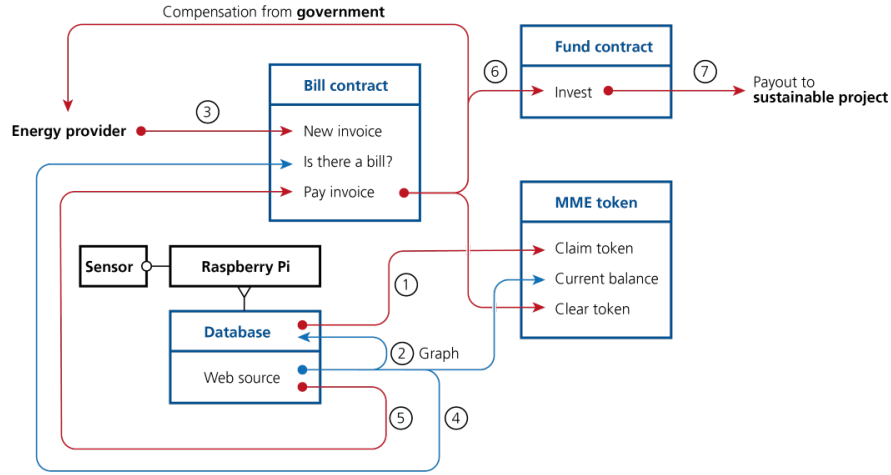 Compensation from government
Fund contract
Bill contract
6
7
Invest
Payout to
sustainable project
3
Energy provider
New invoice
Is there a bill?
Pay invoice
MME token
Claim token
Sensor
Raspberry Pi
Current balance
1
Clear token
Database
2
Graph
Web source
5
4